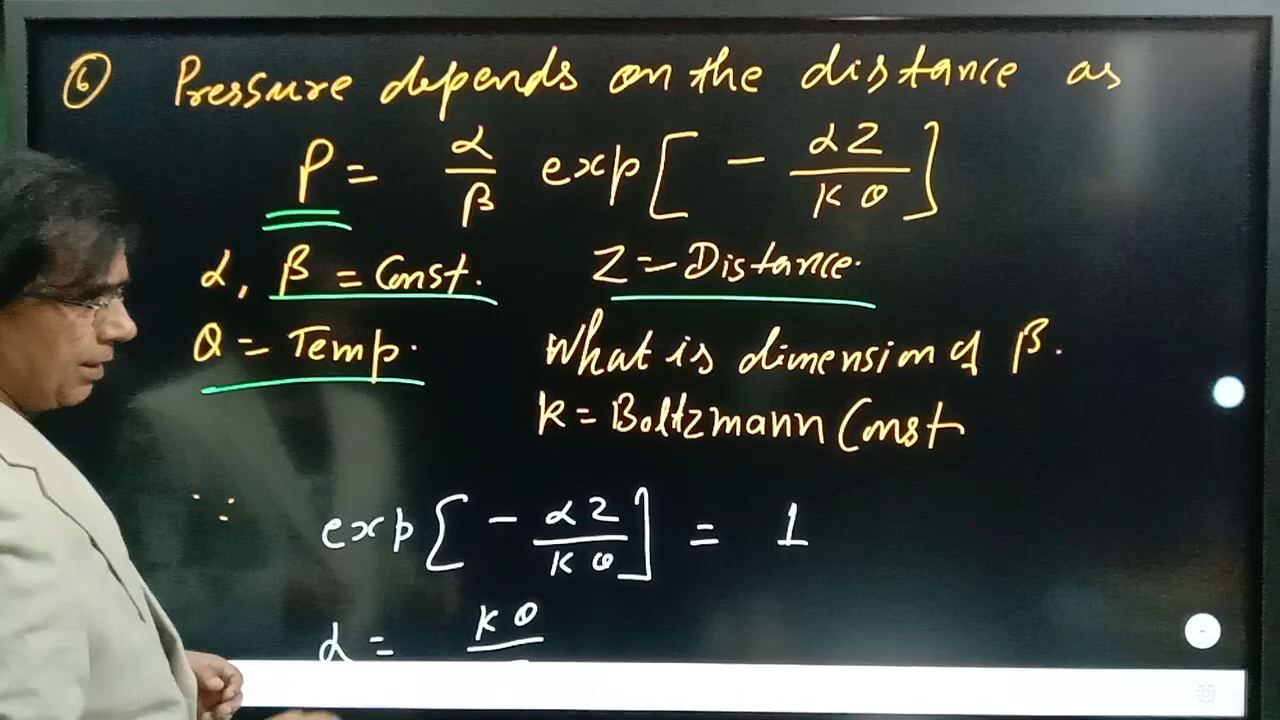 ⑥ Pressure depends on the distance as
P = α/β exp[ - αZ/Kθ ]
α, β = Const. Z = Distance.
θ = Temp. What is dimension of β.
K = Boltzmann Const
∵ exp[ - αZ/Kθ ] = 1
α = Kθ/